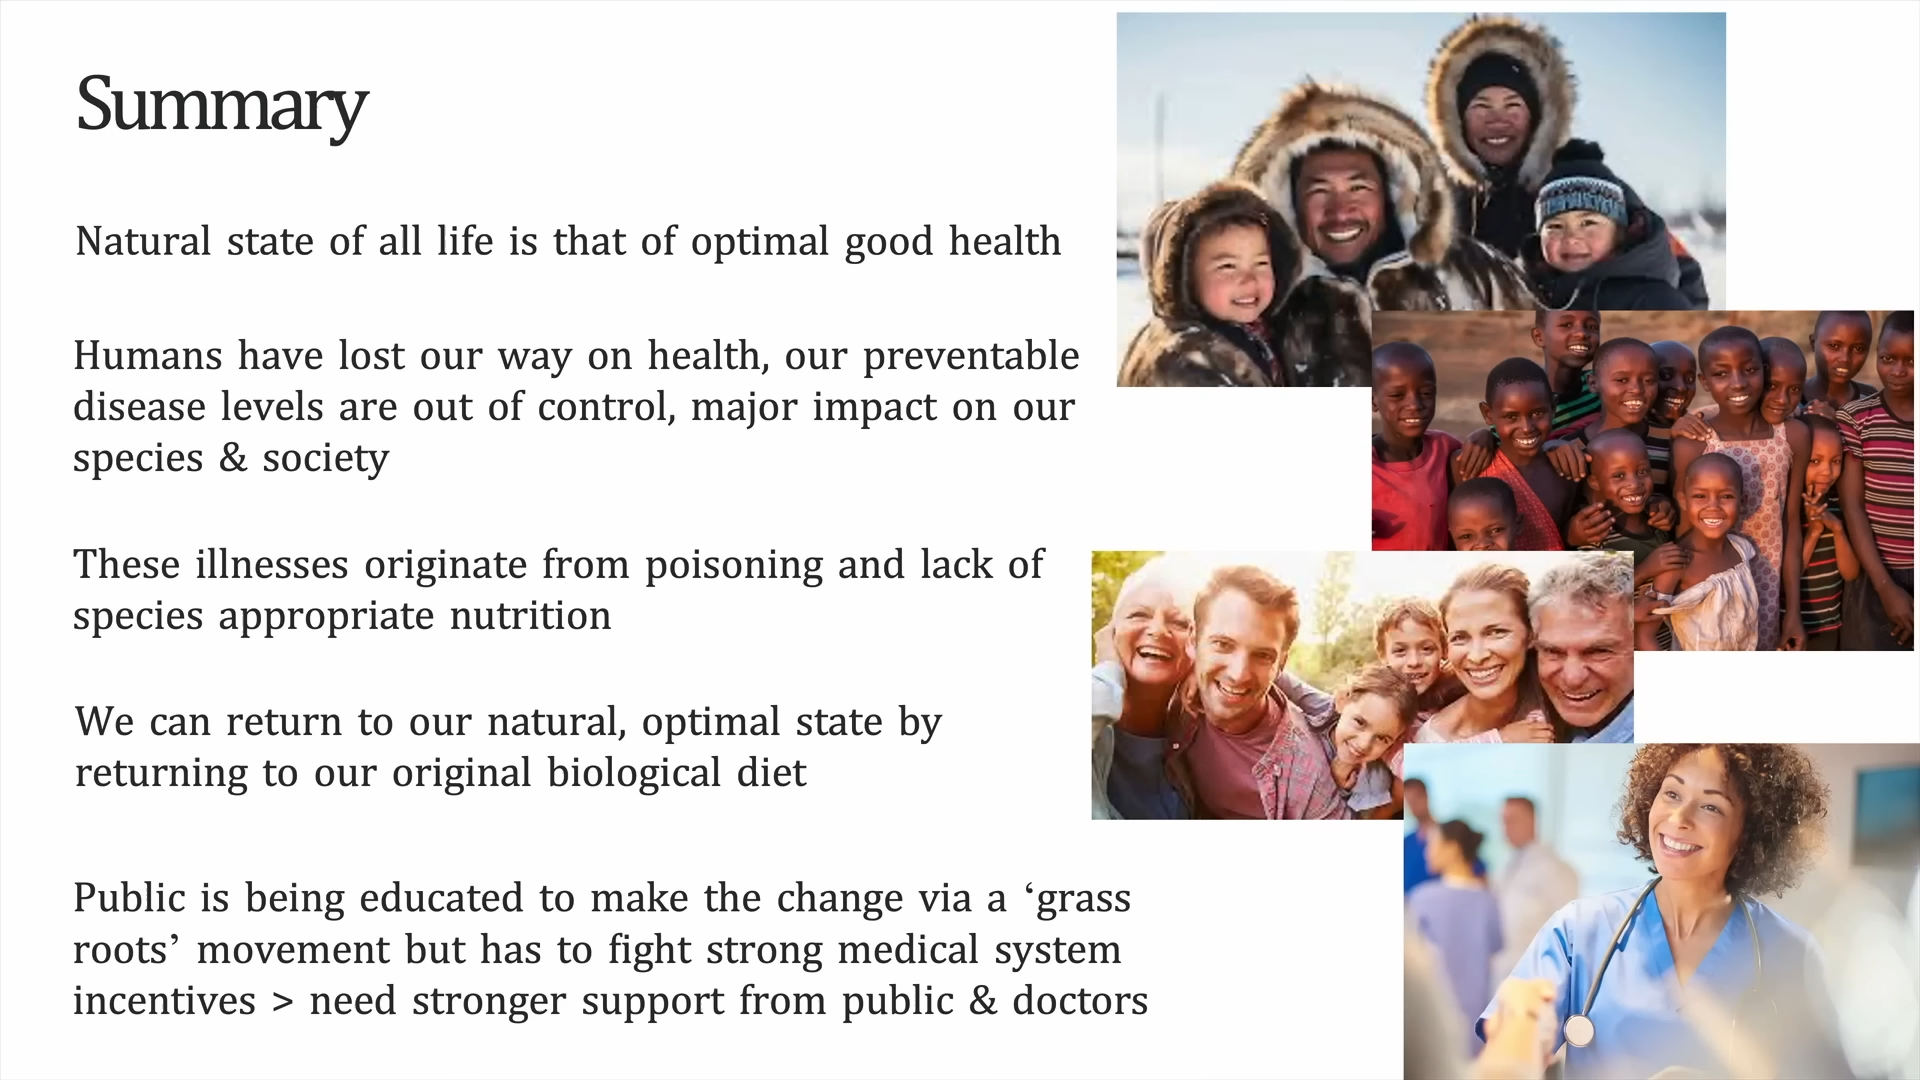 Summary
Natural state of all life is that of optimal good health
Humans have lost our way on health, our preventable
disease levels are out of control, major impact on our
species & society
These illnesses originate from poisoning and lack of
species appropriate nutrition
We can return to our natural, optimal state by
returning to our original biological diet
Public is being educated to make the change via a ‘grass
roots’ movement but has to fight strong medical system
incentives > need stronger support from public & doctors